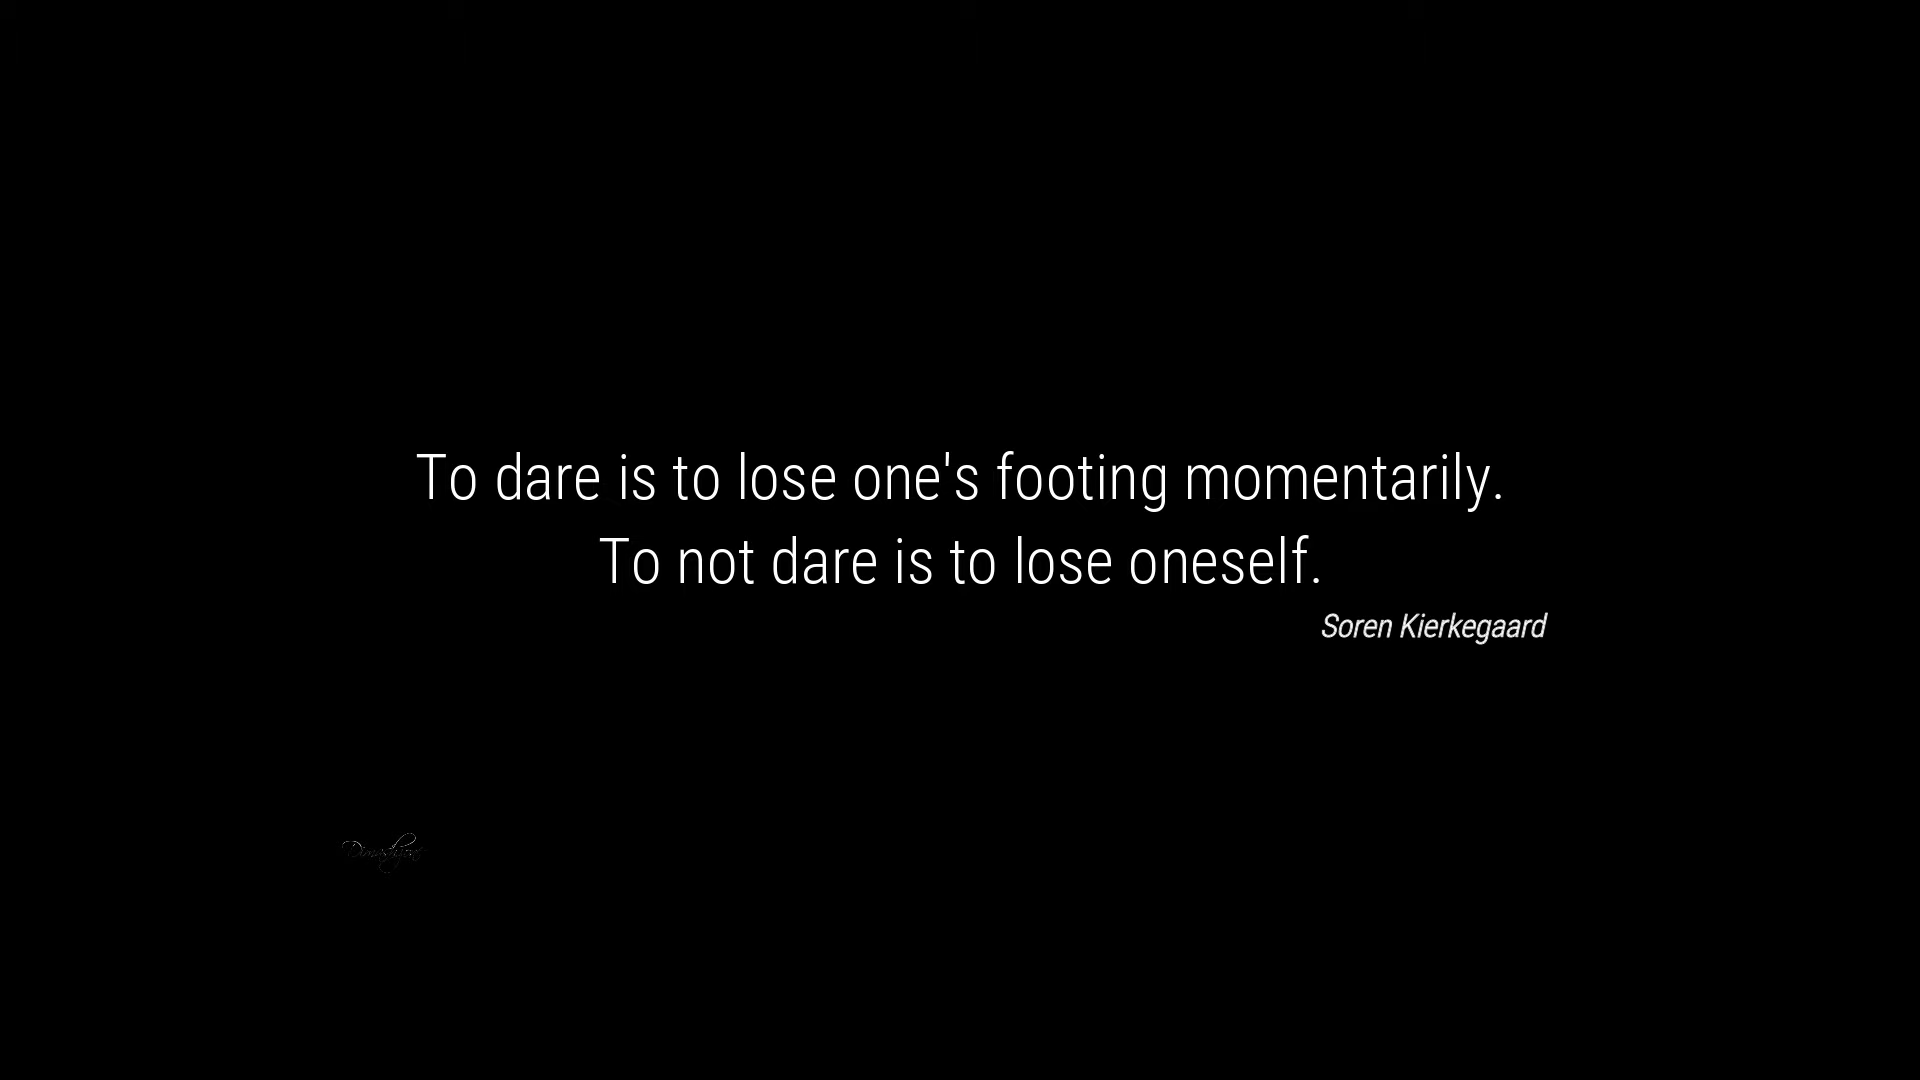 To dare is to lose one's footing momentarily.
To not dare is to lose oneself.
Soren Kierkegaard